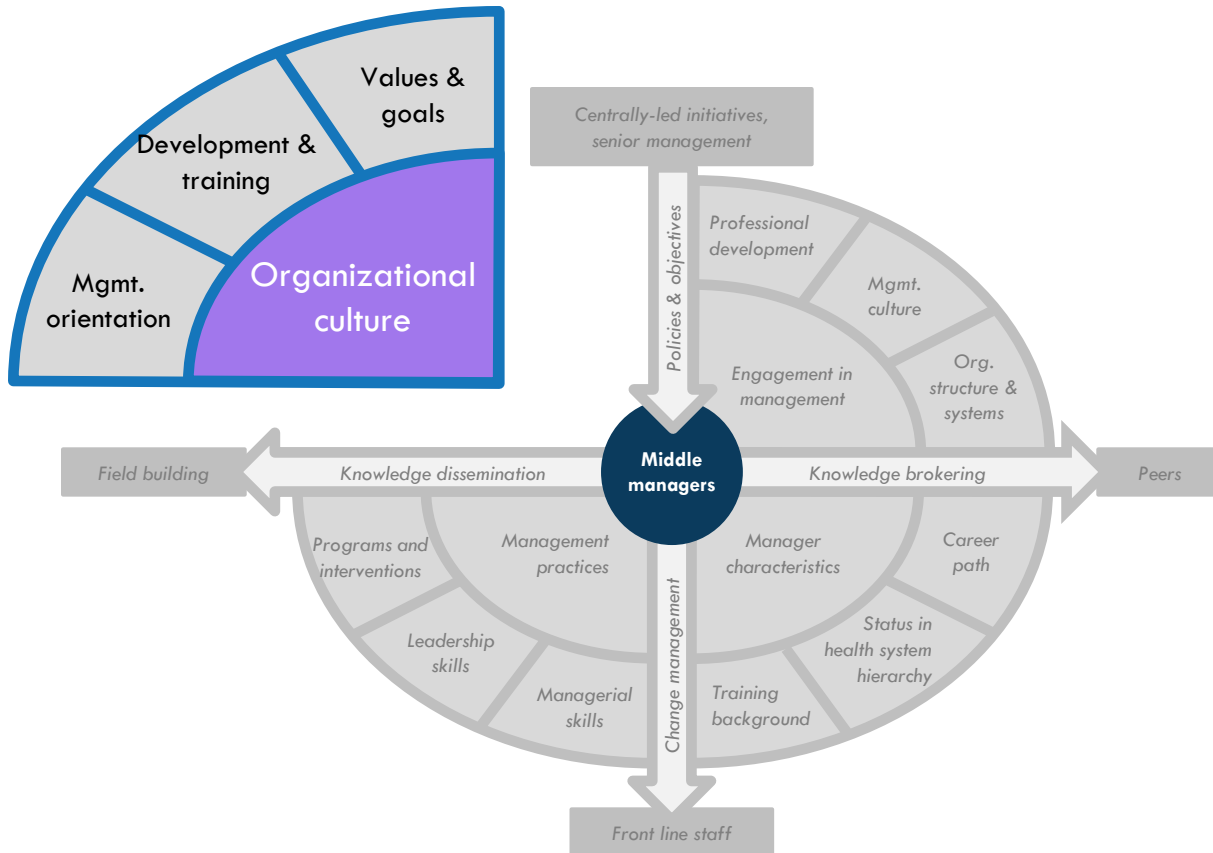 Values &
goals
Development &
training
Mgmt.
orientation
Organizational
culture
Centrally-led initiatives,
senior management
Policies & objectives
Professional
development
Mgmt.
culture
Org.
structure &
systems
Engagement in
management
Field building
Knowledge dissemination
Middle
managers
Knowledge brokering
Peers
Programs and
interventions
Management
practices
Manager
characteristics
Career
path
Leadership
skills
Managerial
skills
Change management
Training
background
Status in
health system
hierarchy
Front line staff